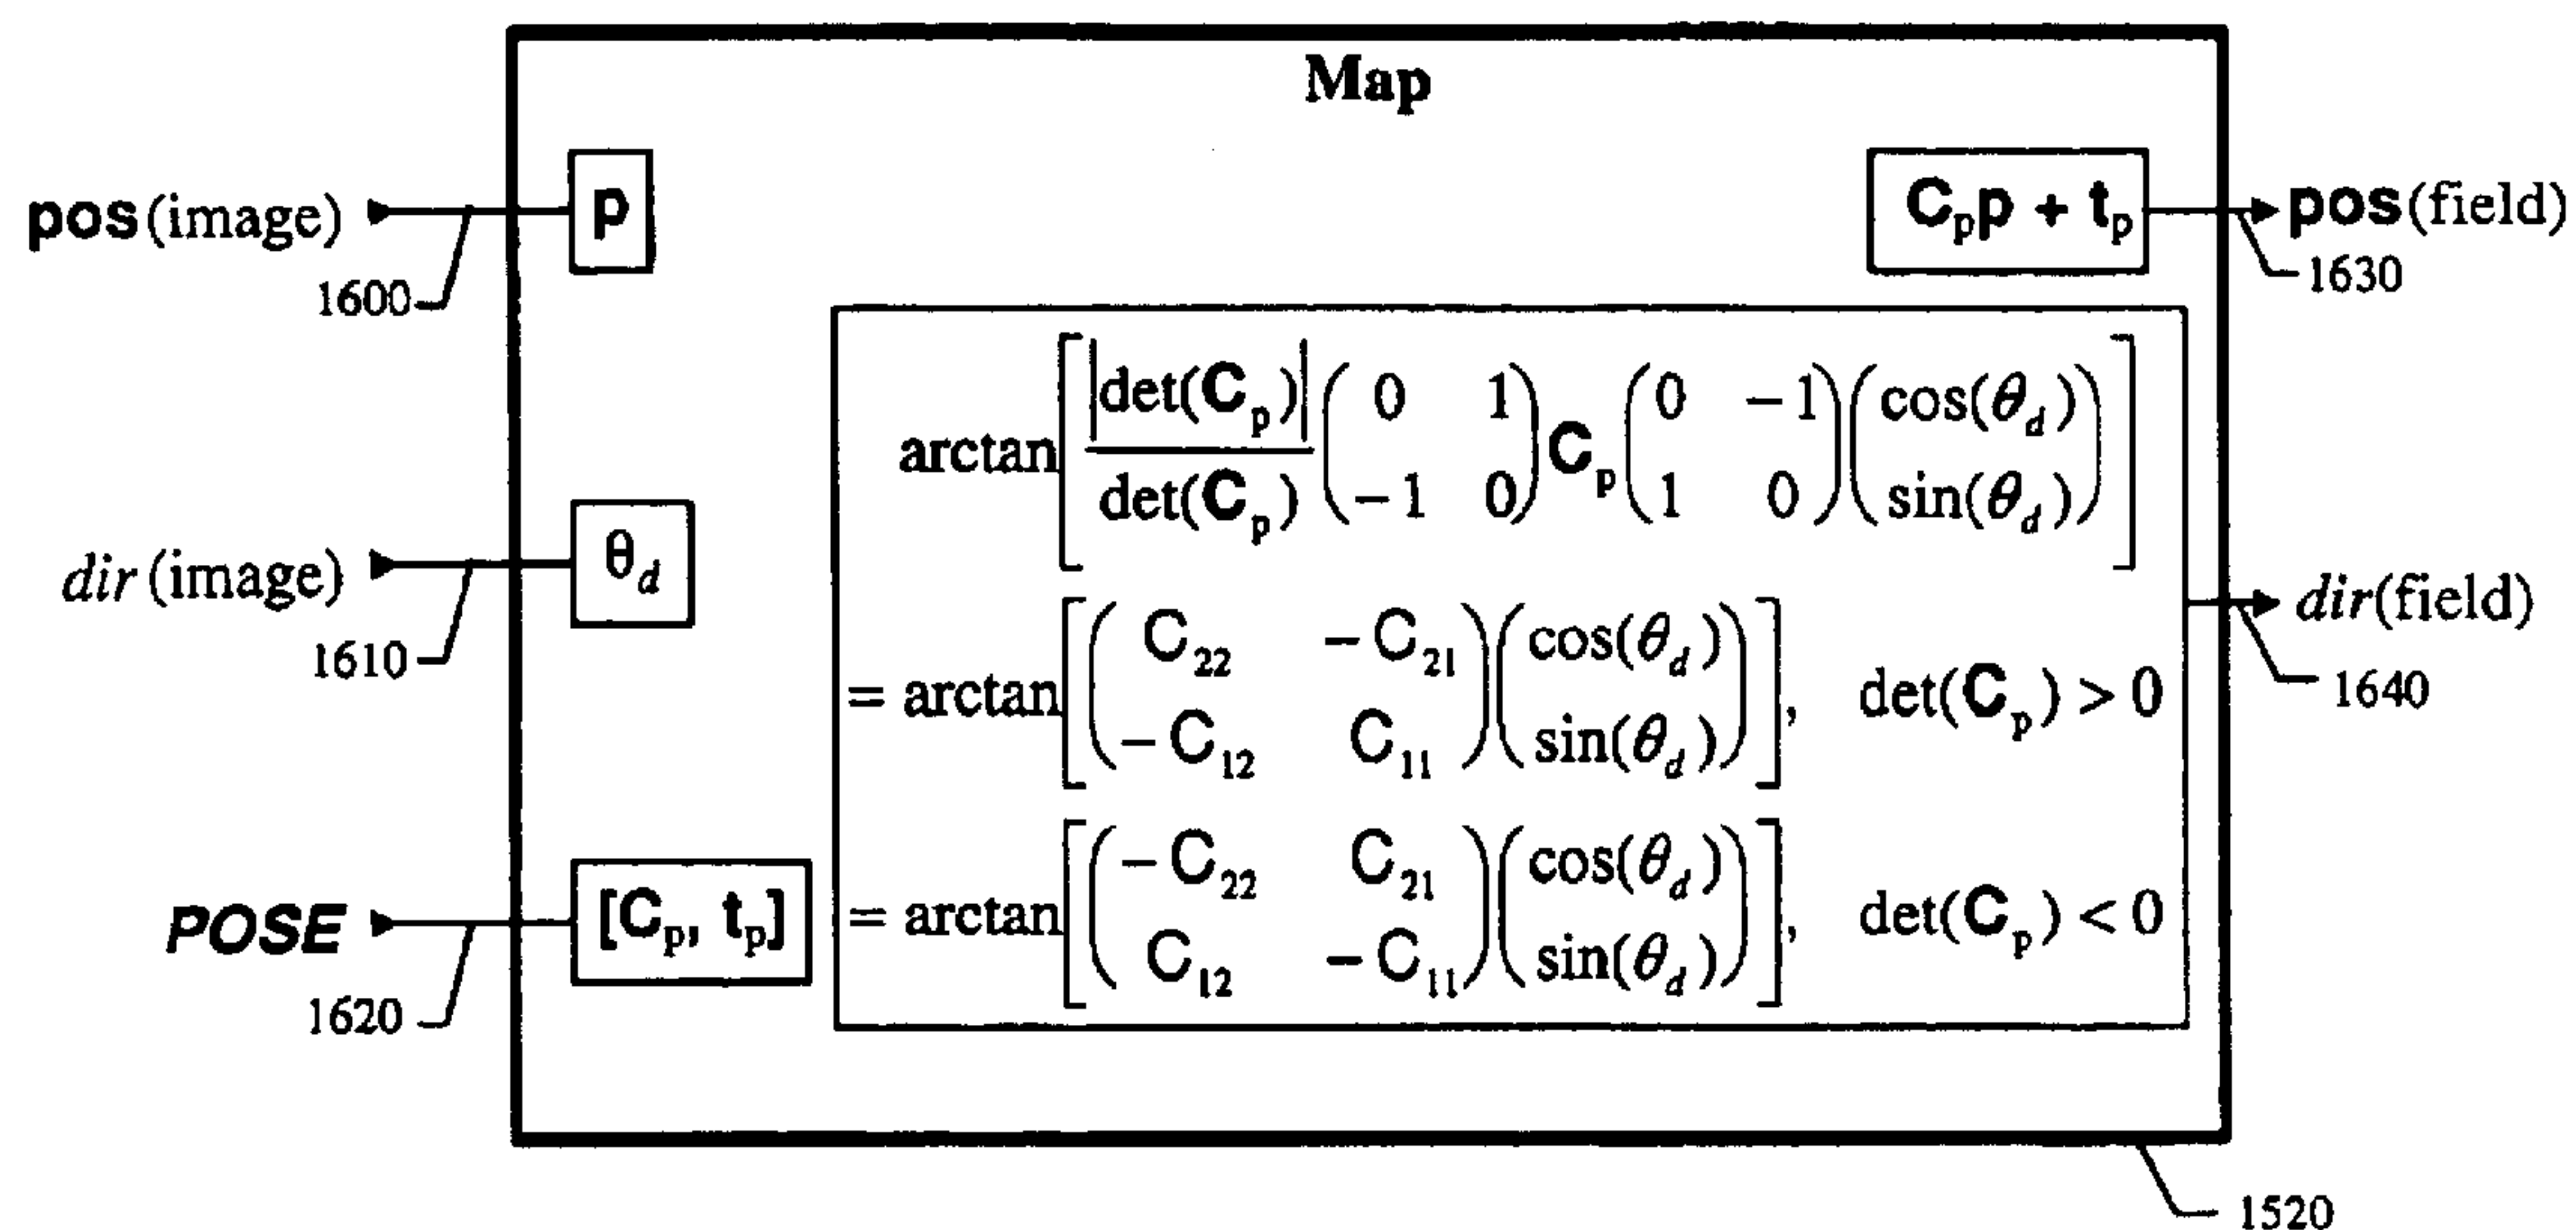 Map
pos(image)
1600
p
C_p p + t_p
pos(field)
1630
dir(image)
1610
θ_d
arctan[ |det(C_p)| / det(C_p) ( 0 1 ; −1 0 ) C_p ( 0 −1 ; 1 0 ) ( cos(θ_d) ; sin(θ_d) ) ]
= arctan[ ( C_22 −C_21 ; −C_12 C_11 ) ( cos(θ_d) ; sin(θ_d) ) ], det(C_p) > 0
= arctan[ ( −C_22 C_21 ; C_12 −C_11 ) ( cos(θ_d) ; sin(θ_d) ) ], det(C_p) < 0
dir(field)
1640
POSE
1620
[C_p, t_p]
1520